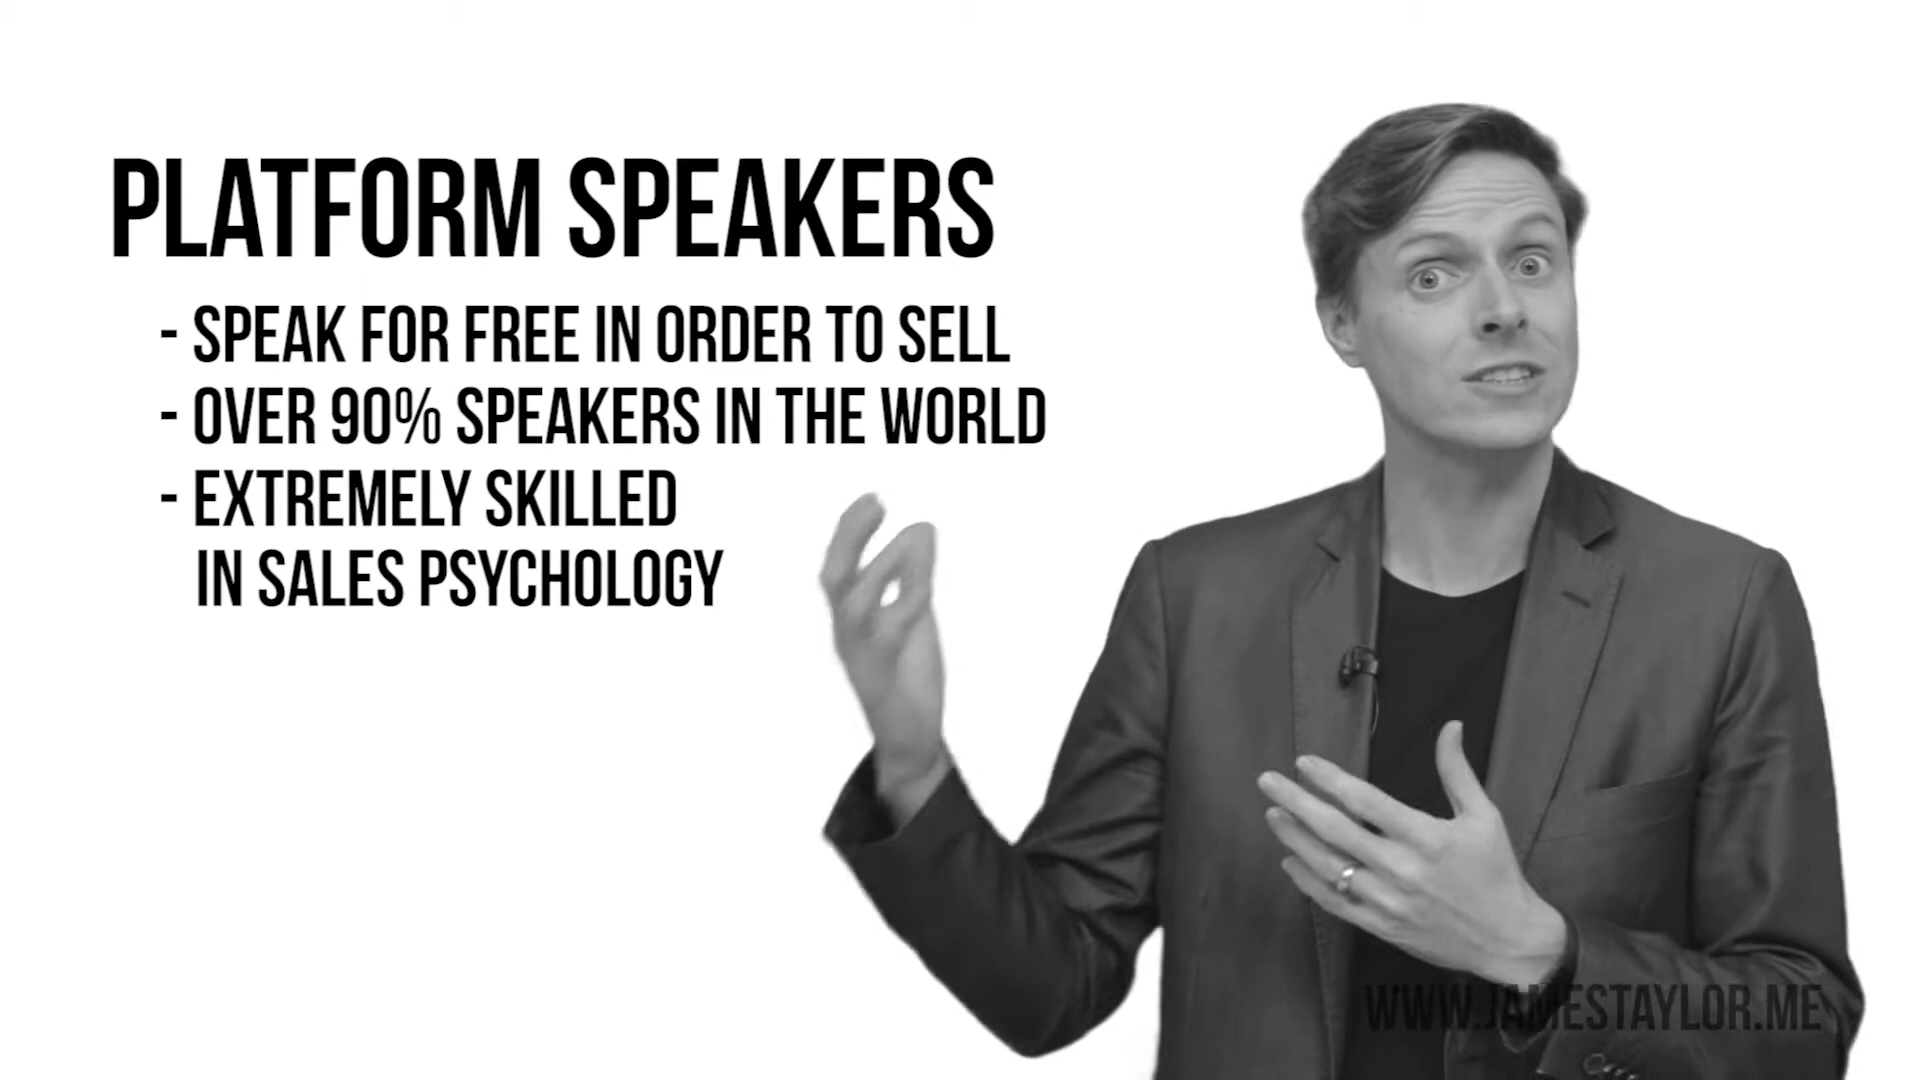 PLATFORM SPEAKERS
- SPEAK FOR FREE IN ORDER TO SELL
- OVER 90% SPEAKERS IN THE WORLD
- EXTREMELY SKILLED
IN SALES PSYCHOLOGY
WWW.JAMESTAYLOR.ME